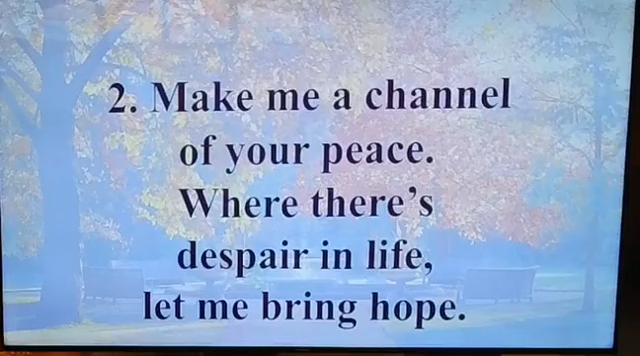 2. Make me a channel
of your peace.
Where there's
despair in life,
let me bring hope.